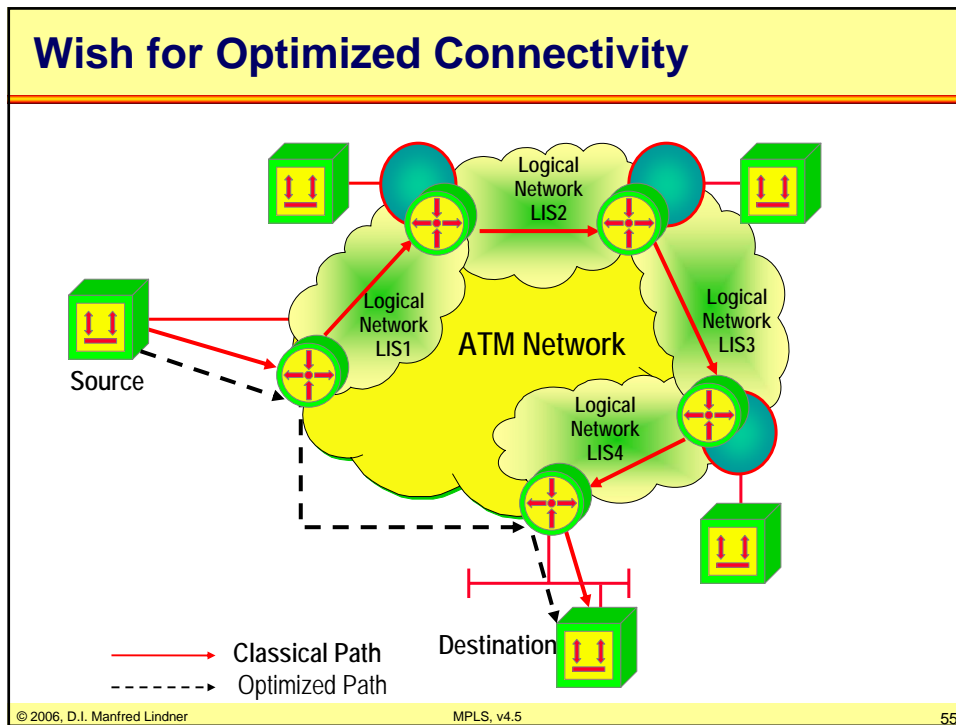 Wish for Optimized Connectivity
Logical
Network
LIS2
Logical
Network
LIS1
Logical
Network
LIS3
ATM Network
Source
Logical
Network
LIS4
Destination
Classical Path
Optimized Path
© 2006, D.I. Manfred Lindner
MPLS, v4.5
55